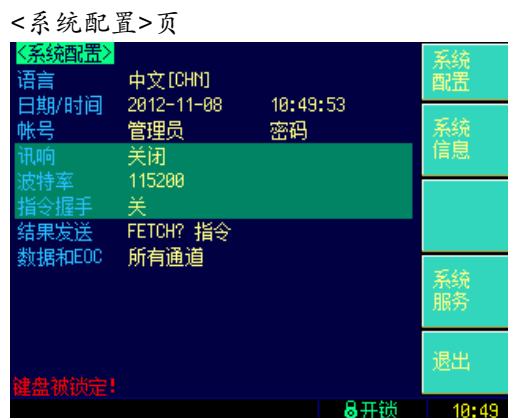 <系统配置>页
<系统配置>
语言 中文[CHN]
日期/时间 2012-11-08 10:49:53
帐号 管理员 密码
讯响 关闭
波特率 115200
指令握手 关
结果发送 FETCH? 指令
数据和EOC 所有通道
键盘被锁定!
系统
配置
系统
信息
系统
服务
退出
开锁 10:49